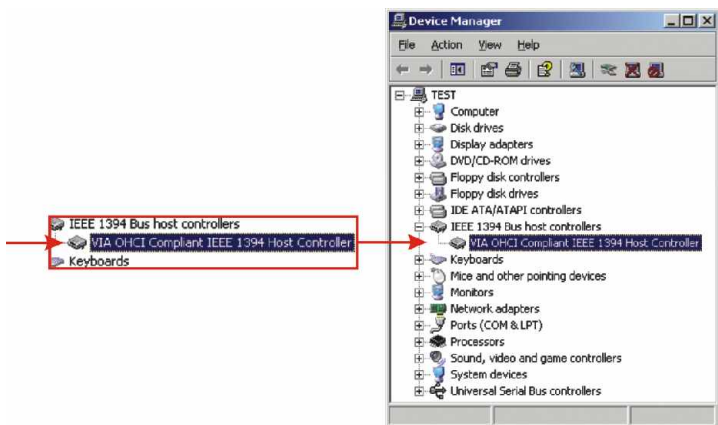 IEEE 1394 Bus host controllers
VIA OHCI Compliant IEEE 1394 Host Controller
Keyboards
Device Manager
File Action View Help
TEST
Computer
Disk drives
Display adapters
DVD/CD-ROM drives
Floppy disk controllers
Floppy disk drives
IDE ATA/ATAPI controllers
IEEE 1394 Bus host controllers
VIA OHCI Compliant IEEE 1394 Host Controller
Keyboards
Mice and other pointing devices
Monitors
Network adapters
Ports (COM & LPT)
Processors
Sound, video and game controllers
System devices
Universal Serial Bus controllers